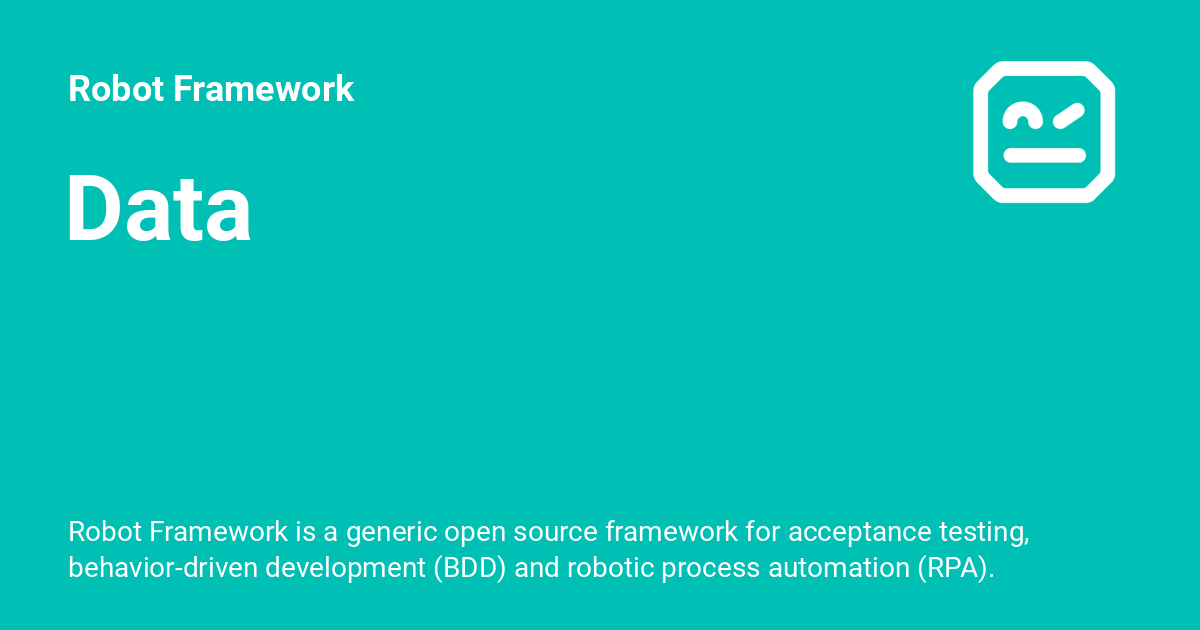 Robot Framework
Data
Robot Framework is a generic open source framework for acceptance testing,
behavior-driven development (BDD) and robotic process automation (RPA).